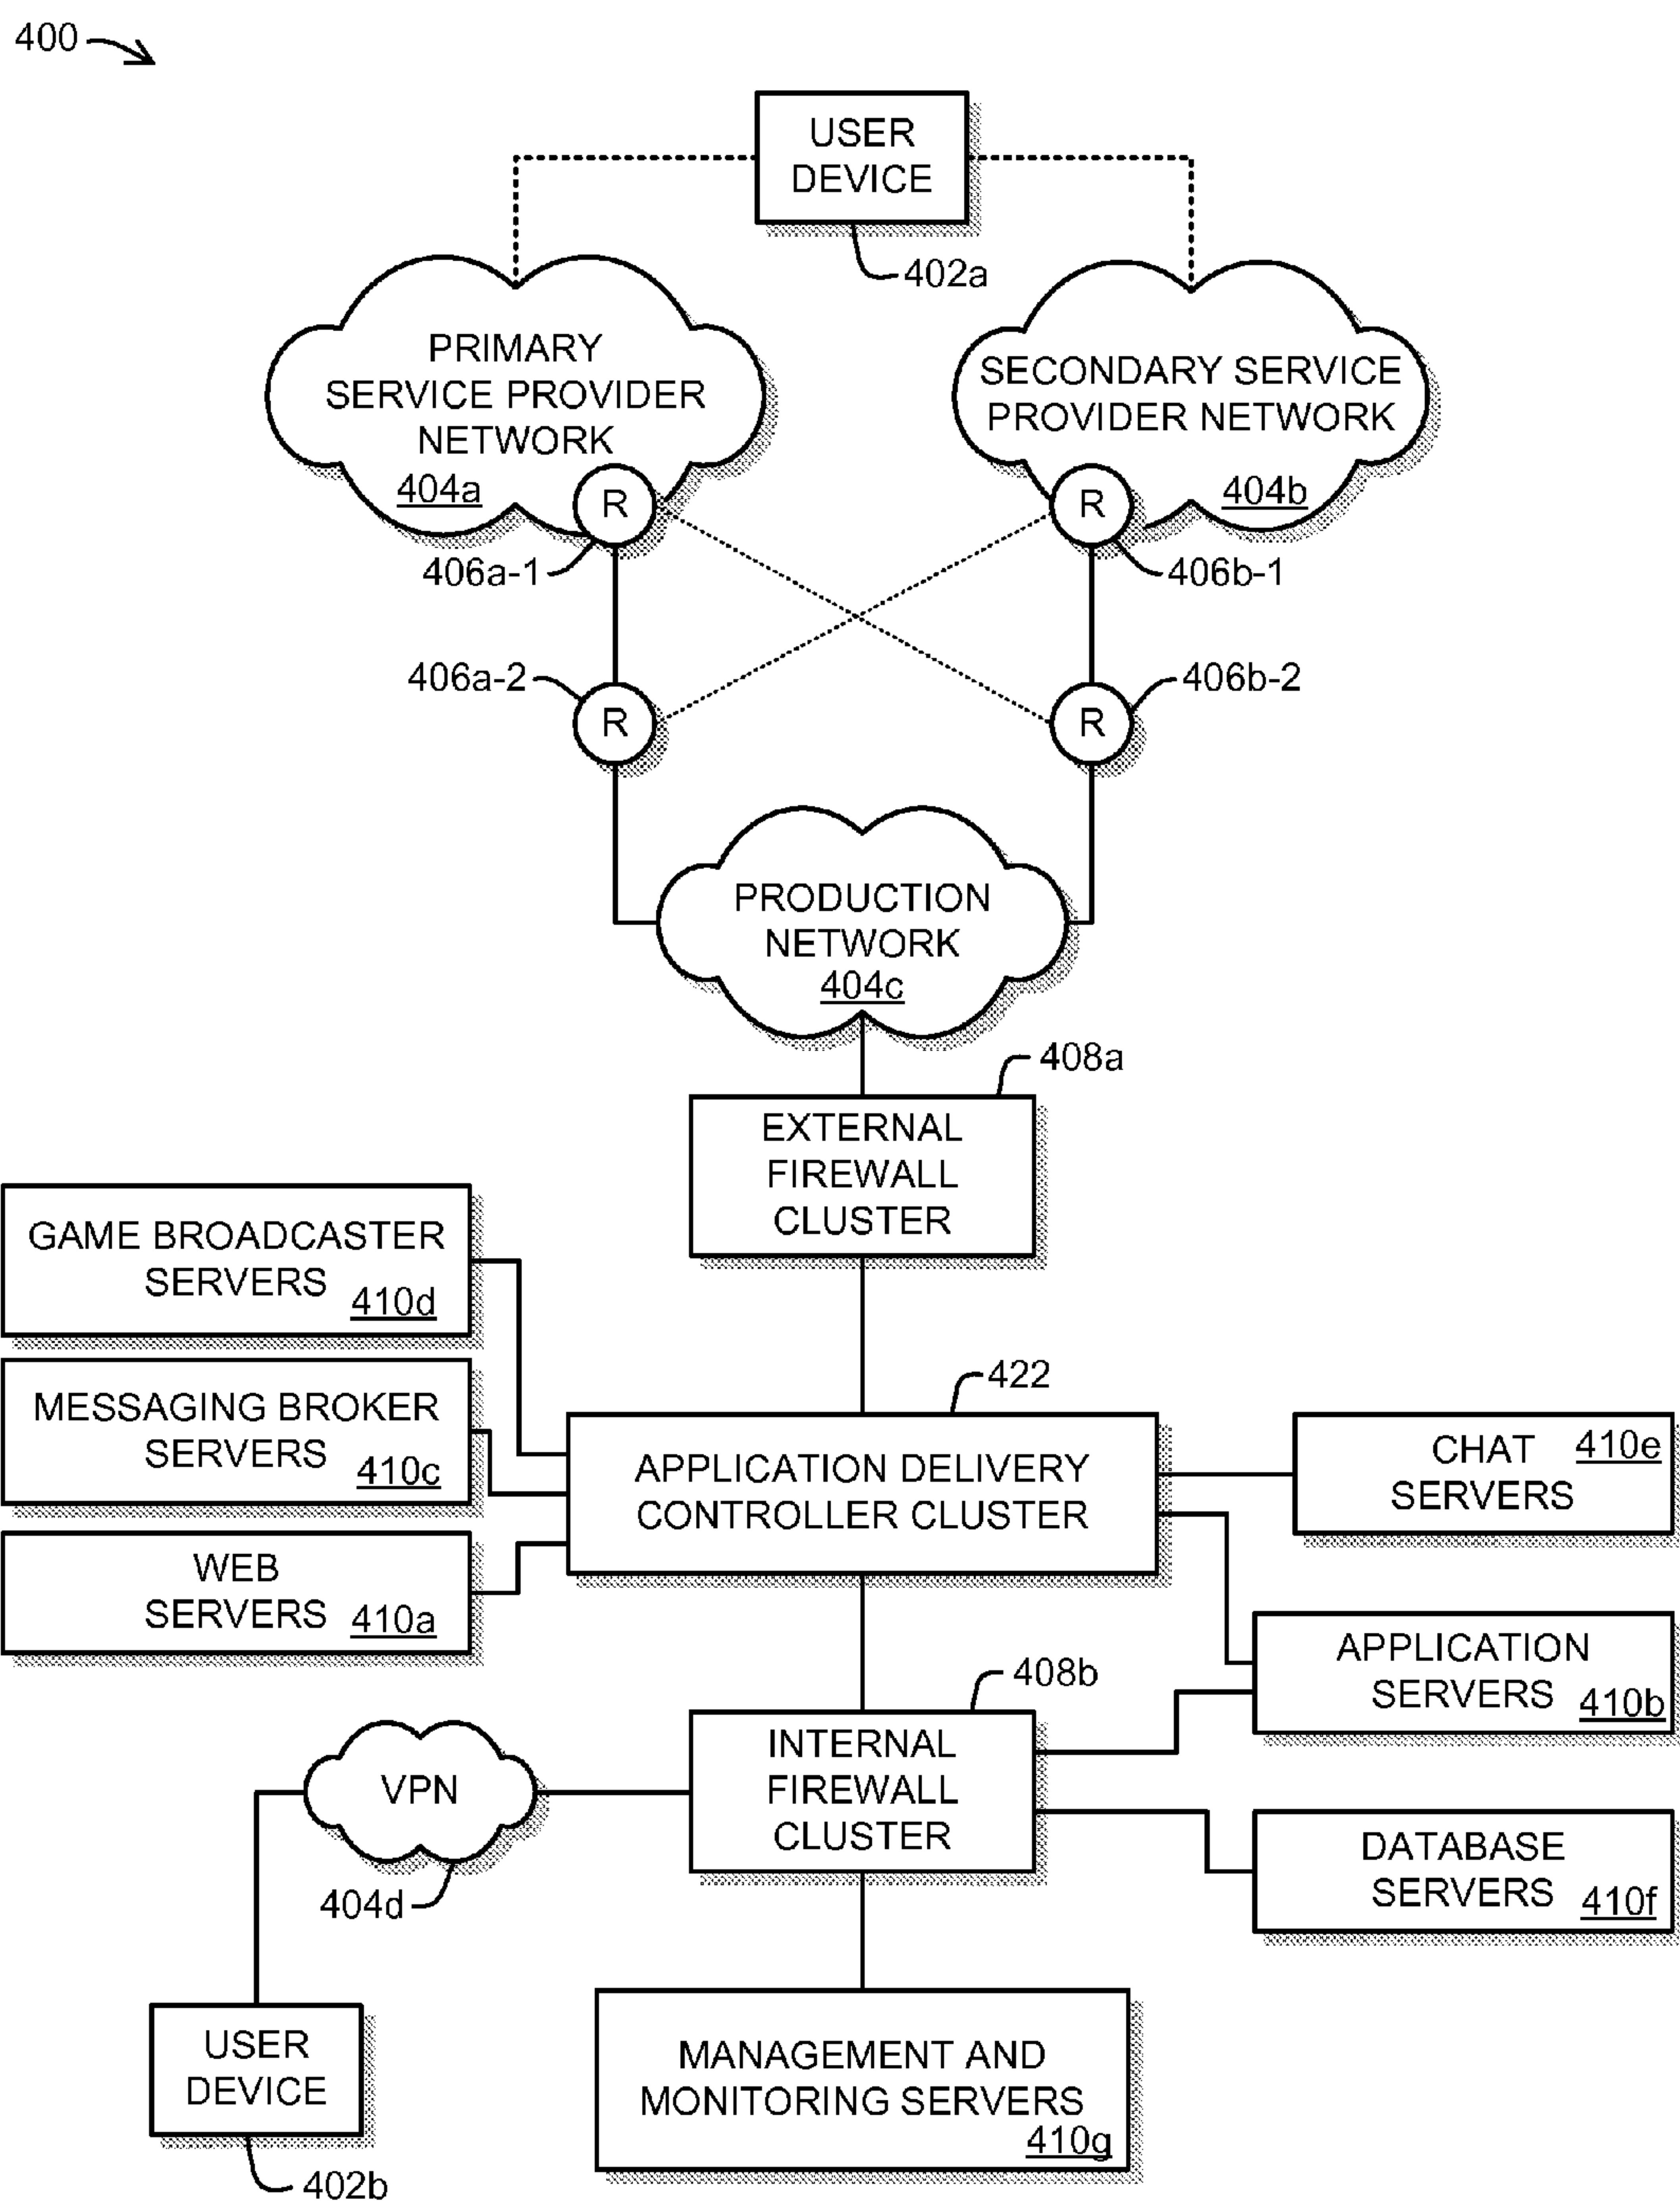 400
USER
DEVICE
402a
PRIMARY
SERVICE PROVIDER
NETWORK
404a
SECONDARY SERVICE
PROVIDER NETWORK
404b
R
R
406a-1
406b-1
406a-2
406b-2
R
R
PRODUCTION
NETWORK
404c
408a
EXTERNAL
FIREWALL
CLUSTER
GAME BROADCASTER
SERVERS
410d
MESSAGING BROKER
SERVERS
410c
WEB
SERVERS
410a
422
APPLICATION DELIVERY
CONTROLLER CLUSTER
CHAT
SERVERS
410e
APPLICATION
SERVERS
410b
408b
INTERNAL
FIREWALL
CLUSTER
VPN
404d
DATABASE
SERVERS
410f
USER
DEVICE
402b
MANAGEMENT AND
MONITORING SERVERS
410g